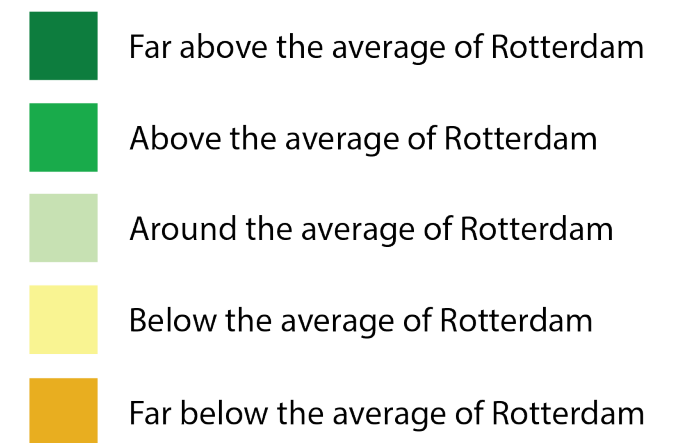 Far above the average of Rotterdam
Above the average of Rotterdam
Around the average of Rotterdam
Below the average of Rotterdam
Far below the average of Rotterdam